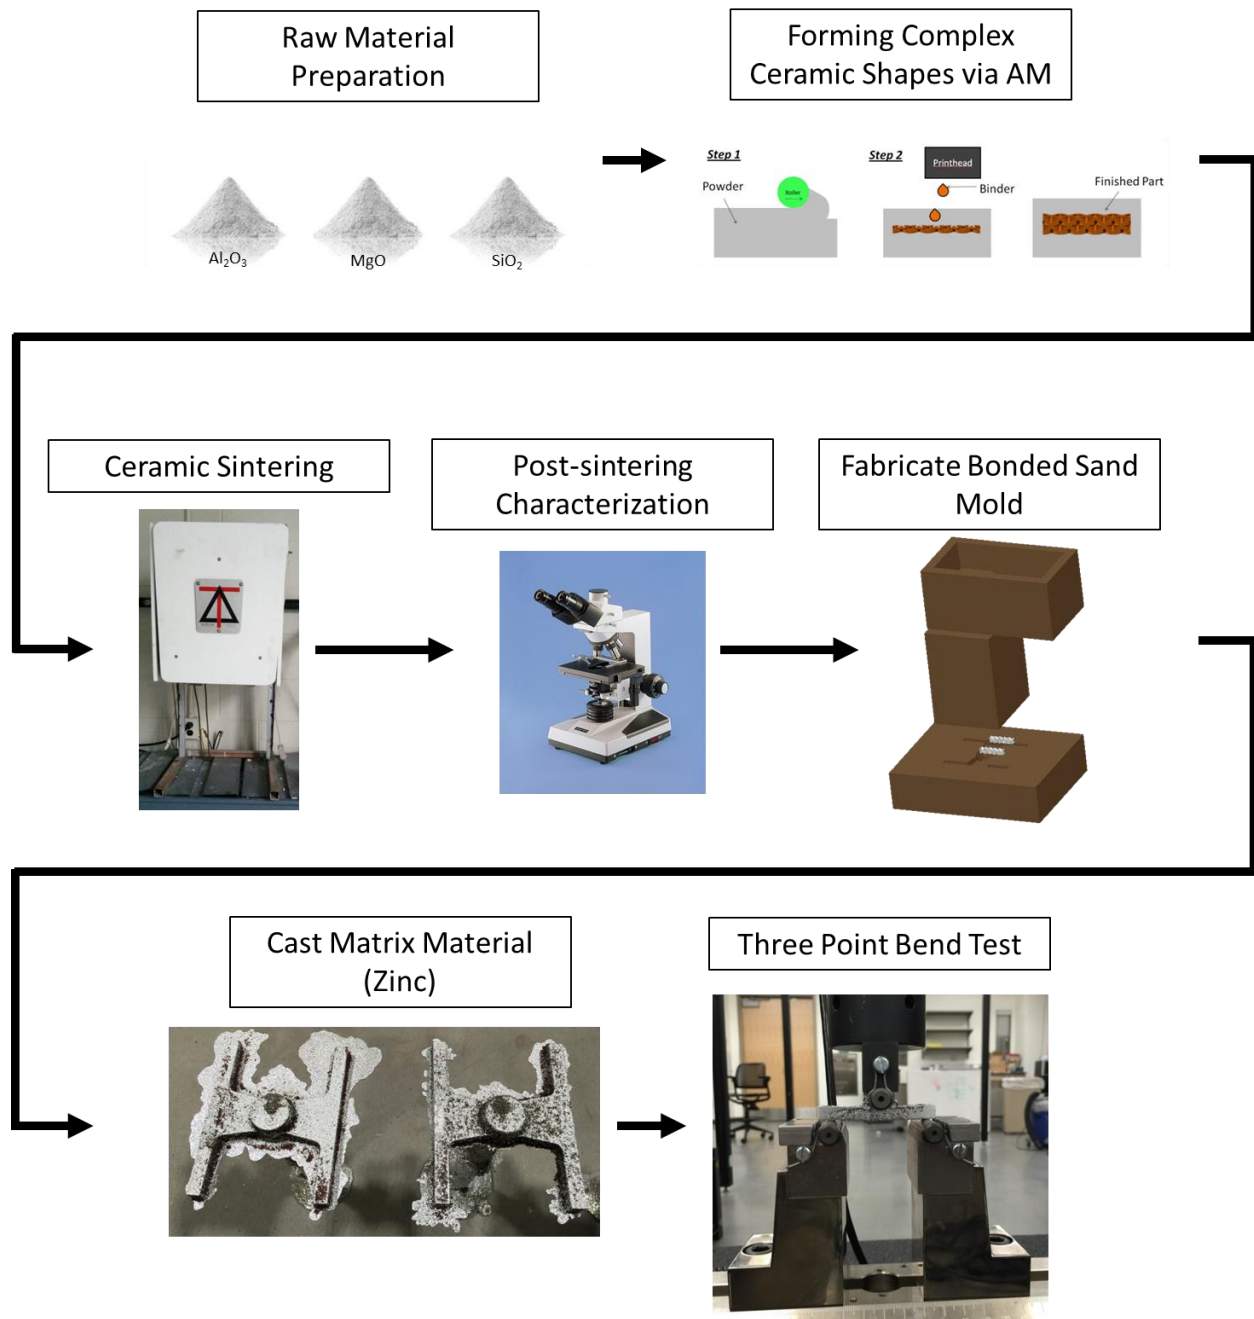 Raw Material
Preparation
Forming Complex
Ceramic Shapes via AM
Step 1
Powder
Roller
Step 2
Printhead
Binder
Finished Part
Al₂O₃
MgO
SiO₂
Ceramic Sintering
Post-sintering
Characterization
Fabricate Bonded Sand
Mold
Cast Matrix Material
(Zinc)
Three Point Bend Test